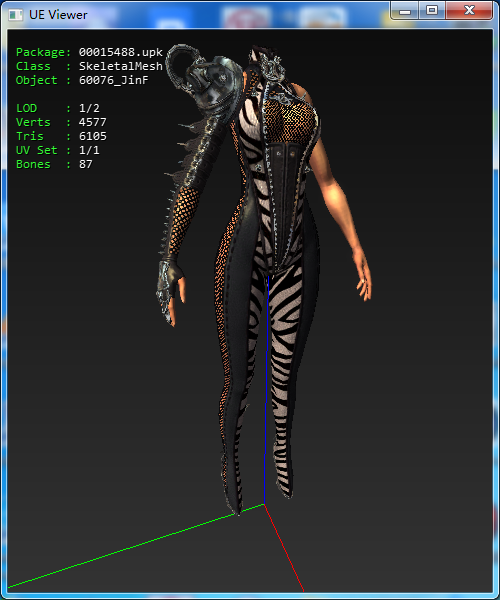 UE Viewer
Package: 00015488.upk
Class : SkeletalMesh
Object : 60076_JinF
LOD : 1/2
Verts : 4577
Tris : 6105
UV Set : 1/1
Bones : 87